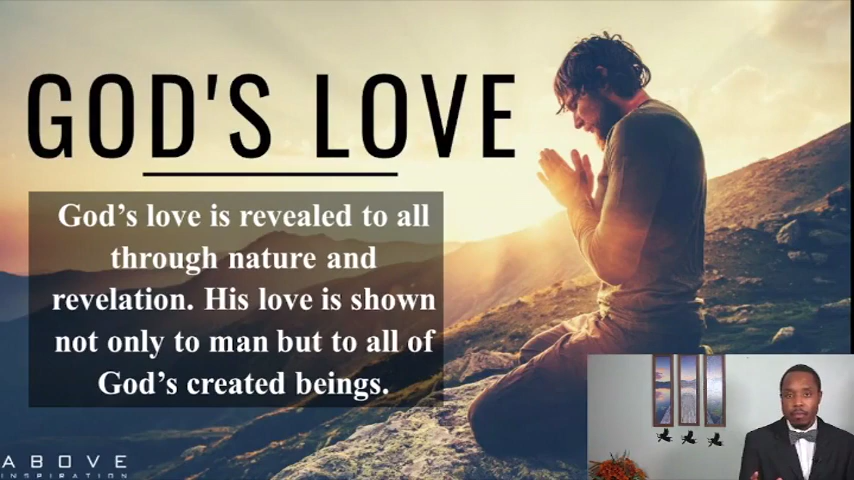 GOD'S LOVE
God's love is revealed to all
through nature and
revelation. His love is shown
not only to man but to all of
God's created beings.
ABOVE
INSPIRATION